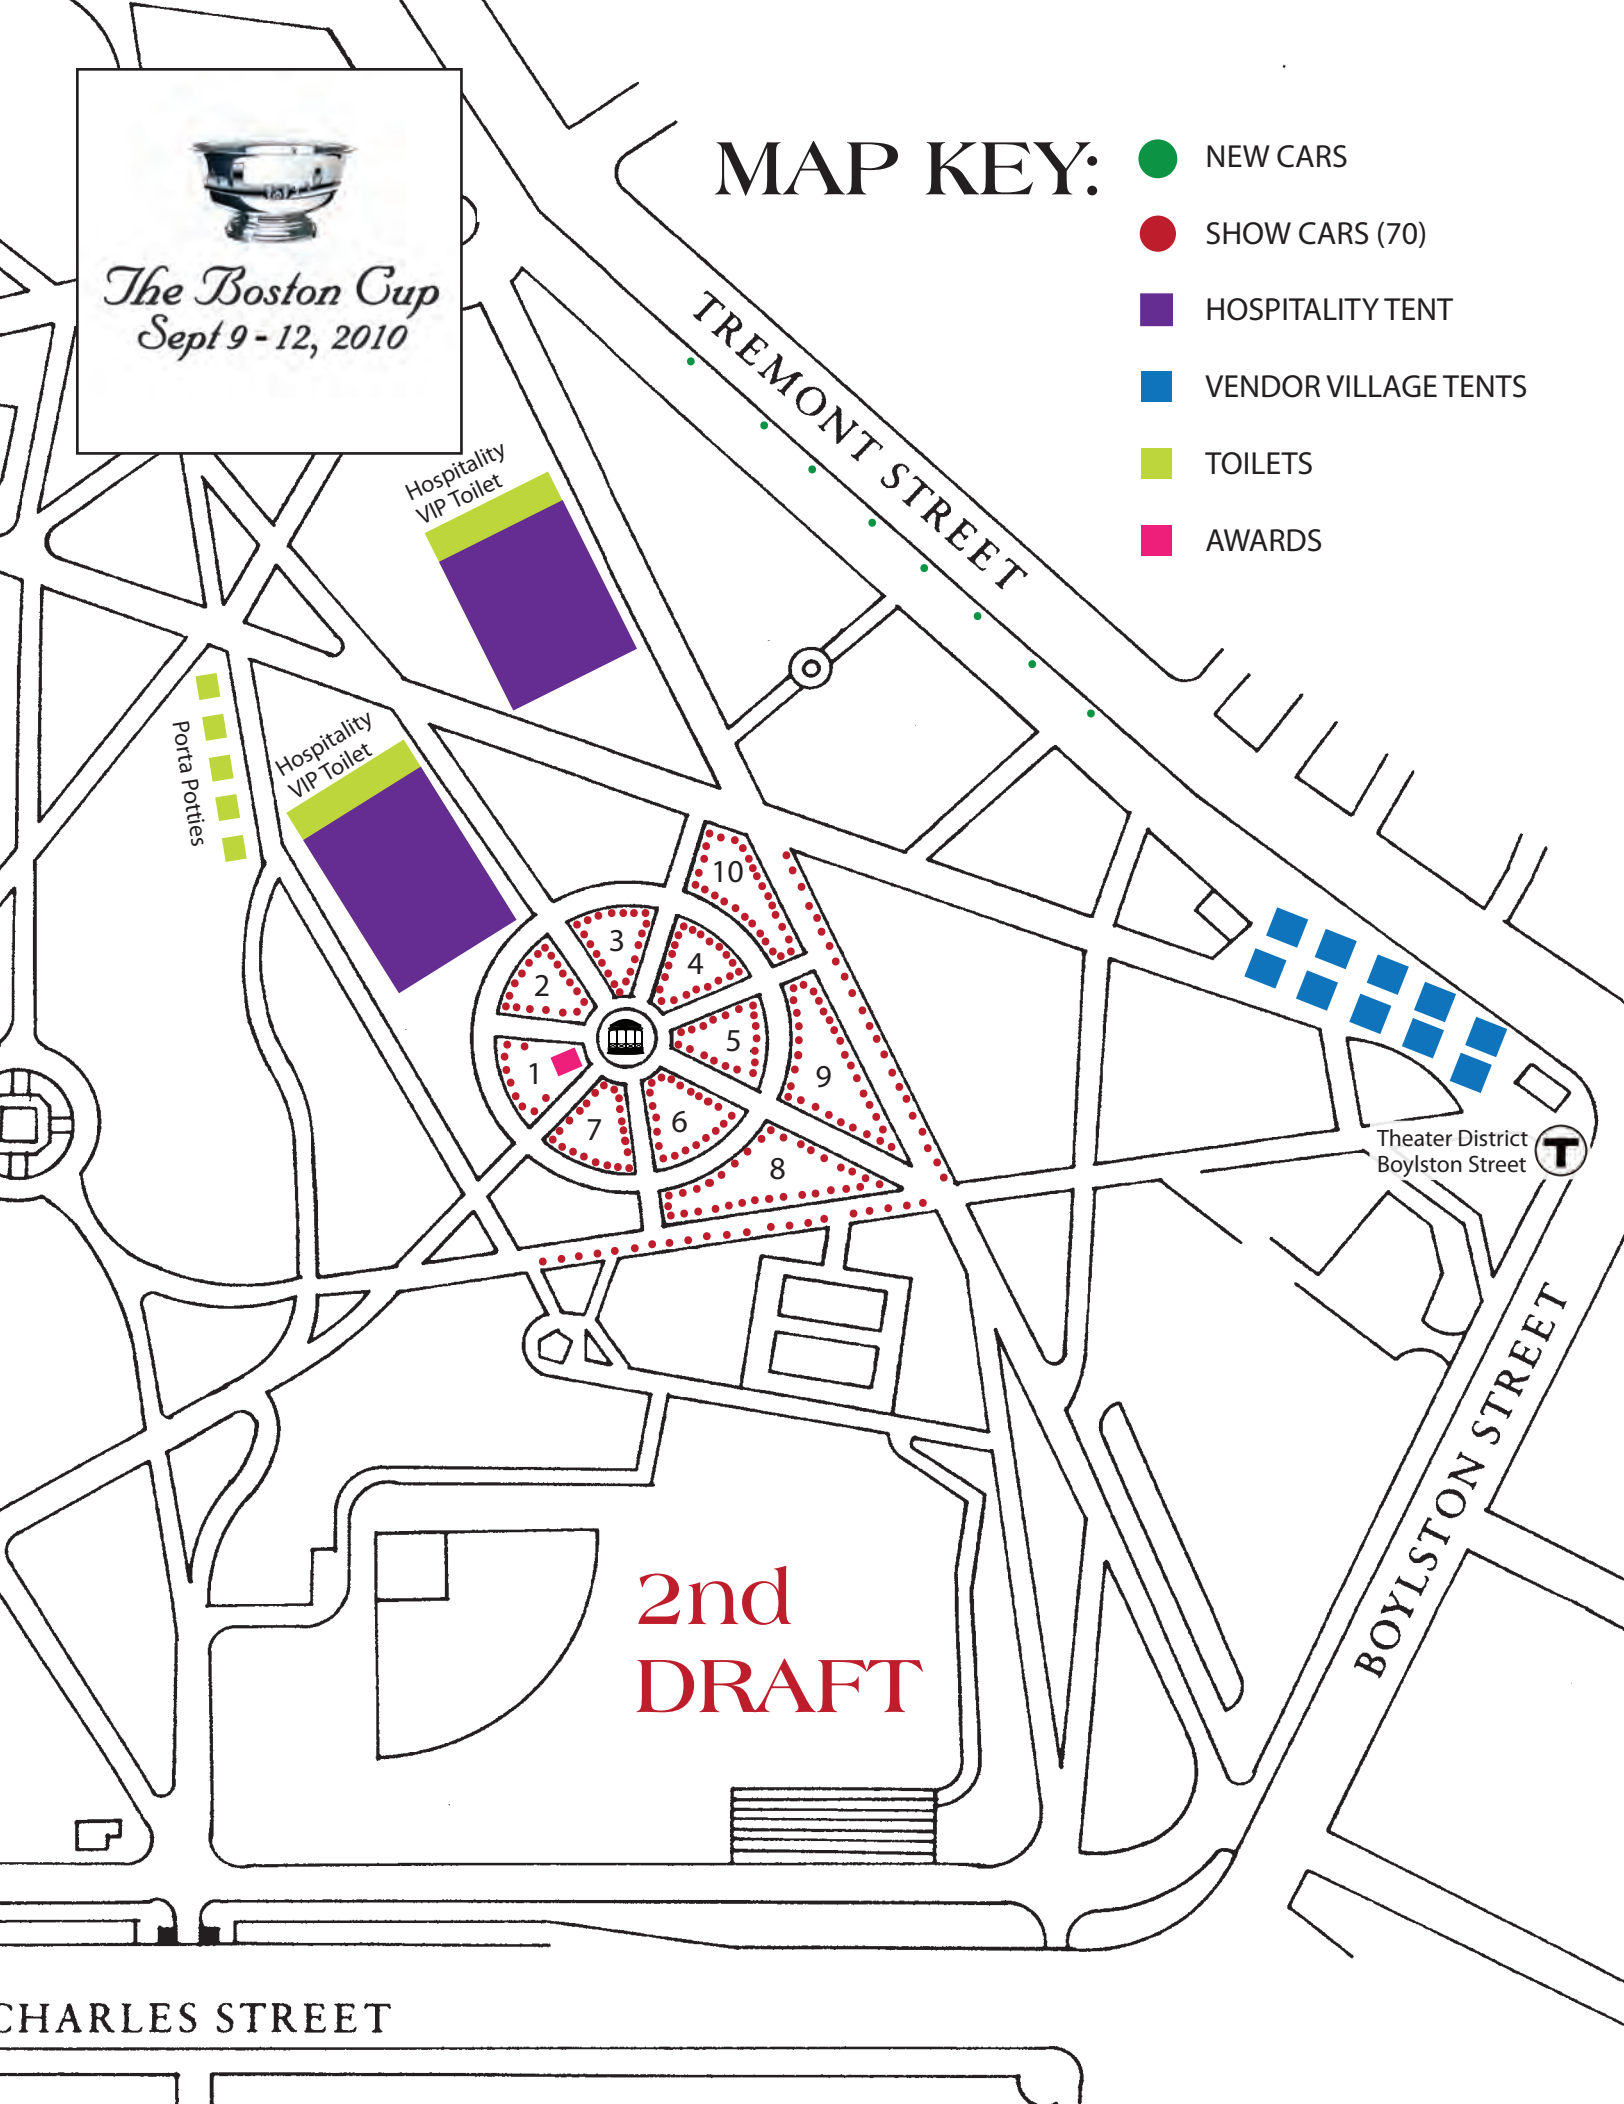 The Boston Cup
Sept 9 - 12, 2010
MAP KEY:
NEW CARS
SHOW CARS (70)
HOSPITALITY TENT
VENDOR VILLAGE TENTS
TOILETS
AWARDS
TREMONT STREET
Hospitality
VIP Toilet
Hospitality
VIP Toilet
Porta Potties
10
3
4
2
5
1
9
6
7
8
Theater District
Boylston Street
T
BOYLSTON STREET
2nd
DRAFT
CHARLES STREET